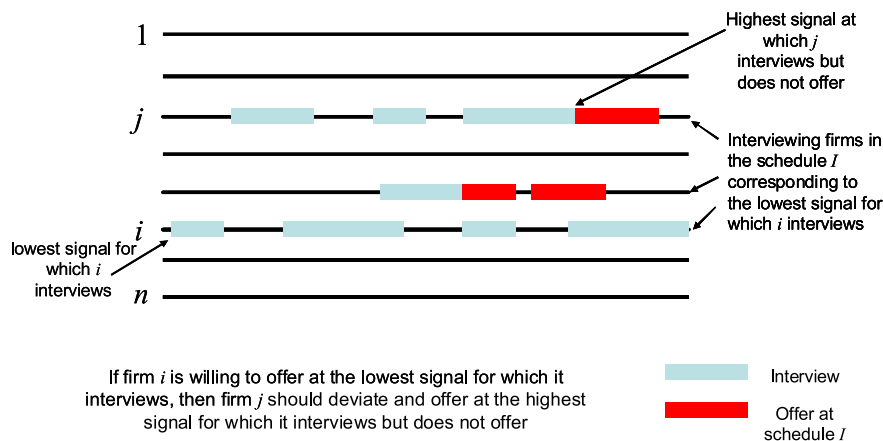 1
Highest signal at
which j
interviews but
does not offer
j
Interviewing firms in
the schedule I
corresponding to
the lowest signal for
which i interviews
i
lowest signal for
which i
interviews
n
If firm i is willing to offer at the lowest signal for which it
interviews, then firm j should deviate and offer at the highest
signal for which it interviews but does not offer
Interview
Offer at
schedule I